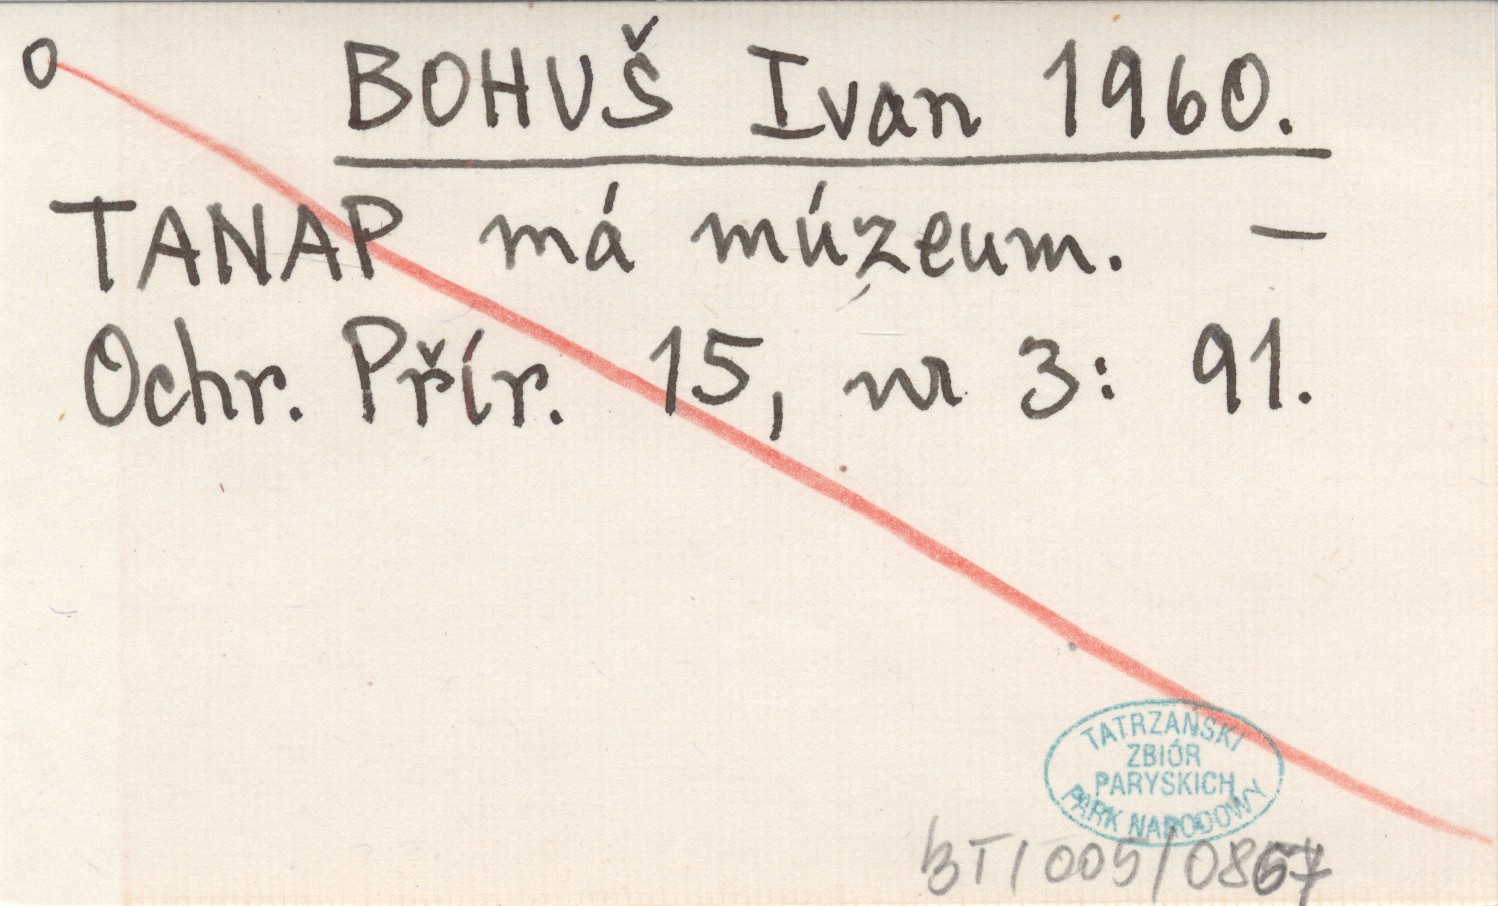 O
BOHUŠ Ivan 1960.
TANAP má múzeum. —
Ochr. Přír. 15, nr 3: 91.
TATRZAŃSKI
ZBIÓR
PARYSKICH
PARK NARODOWY
BT/005/0867